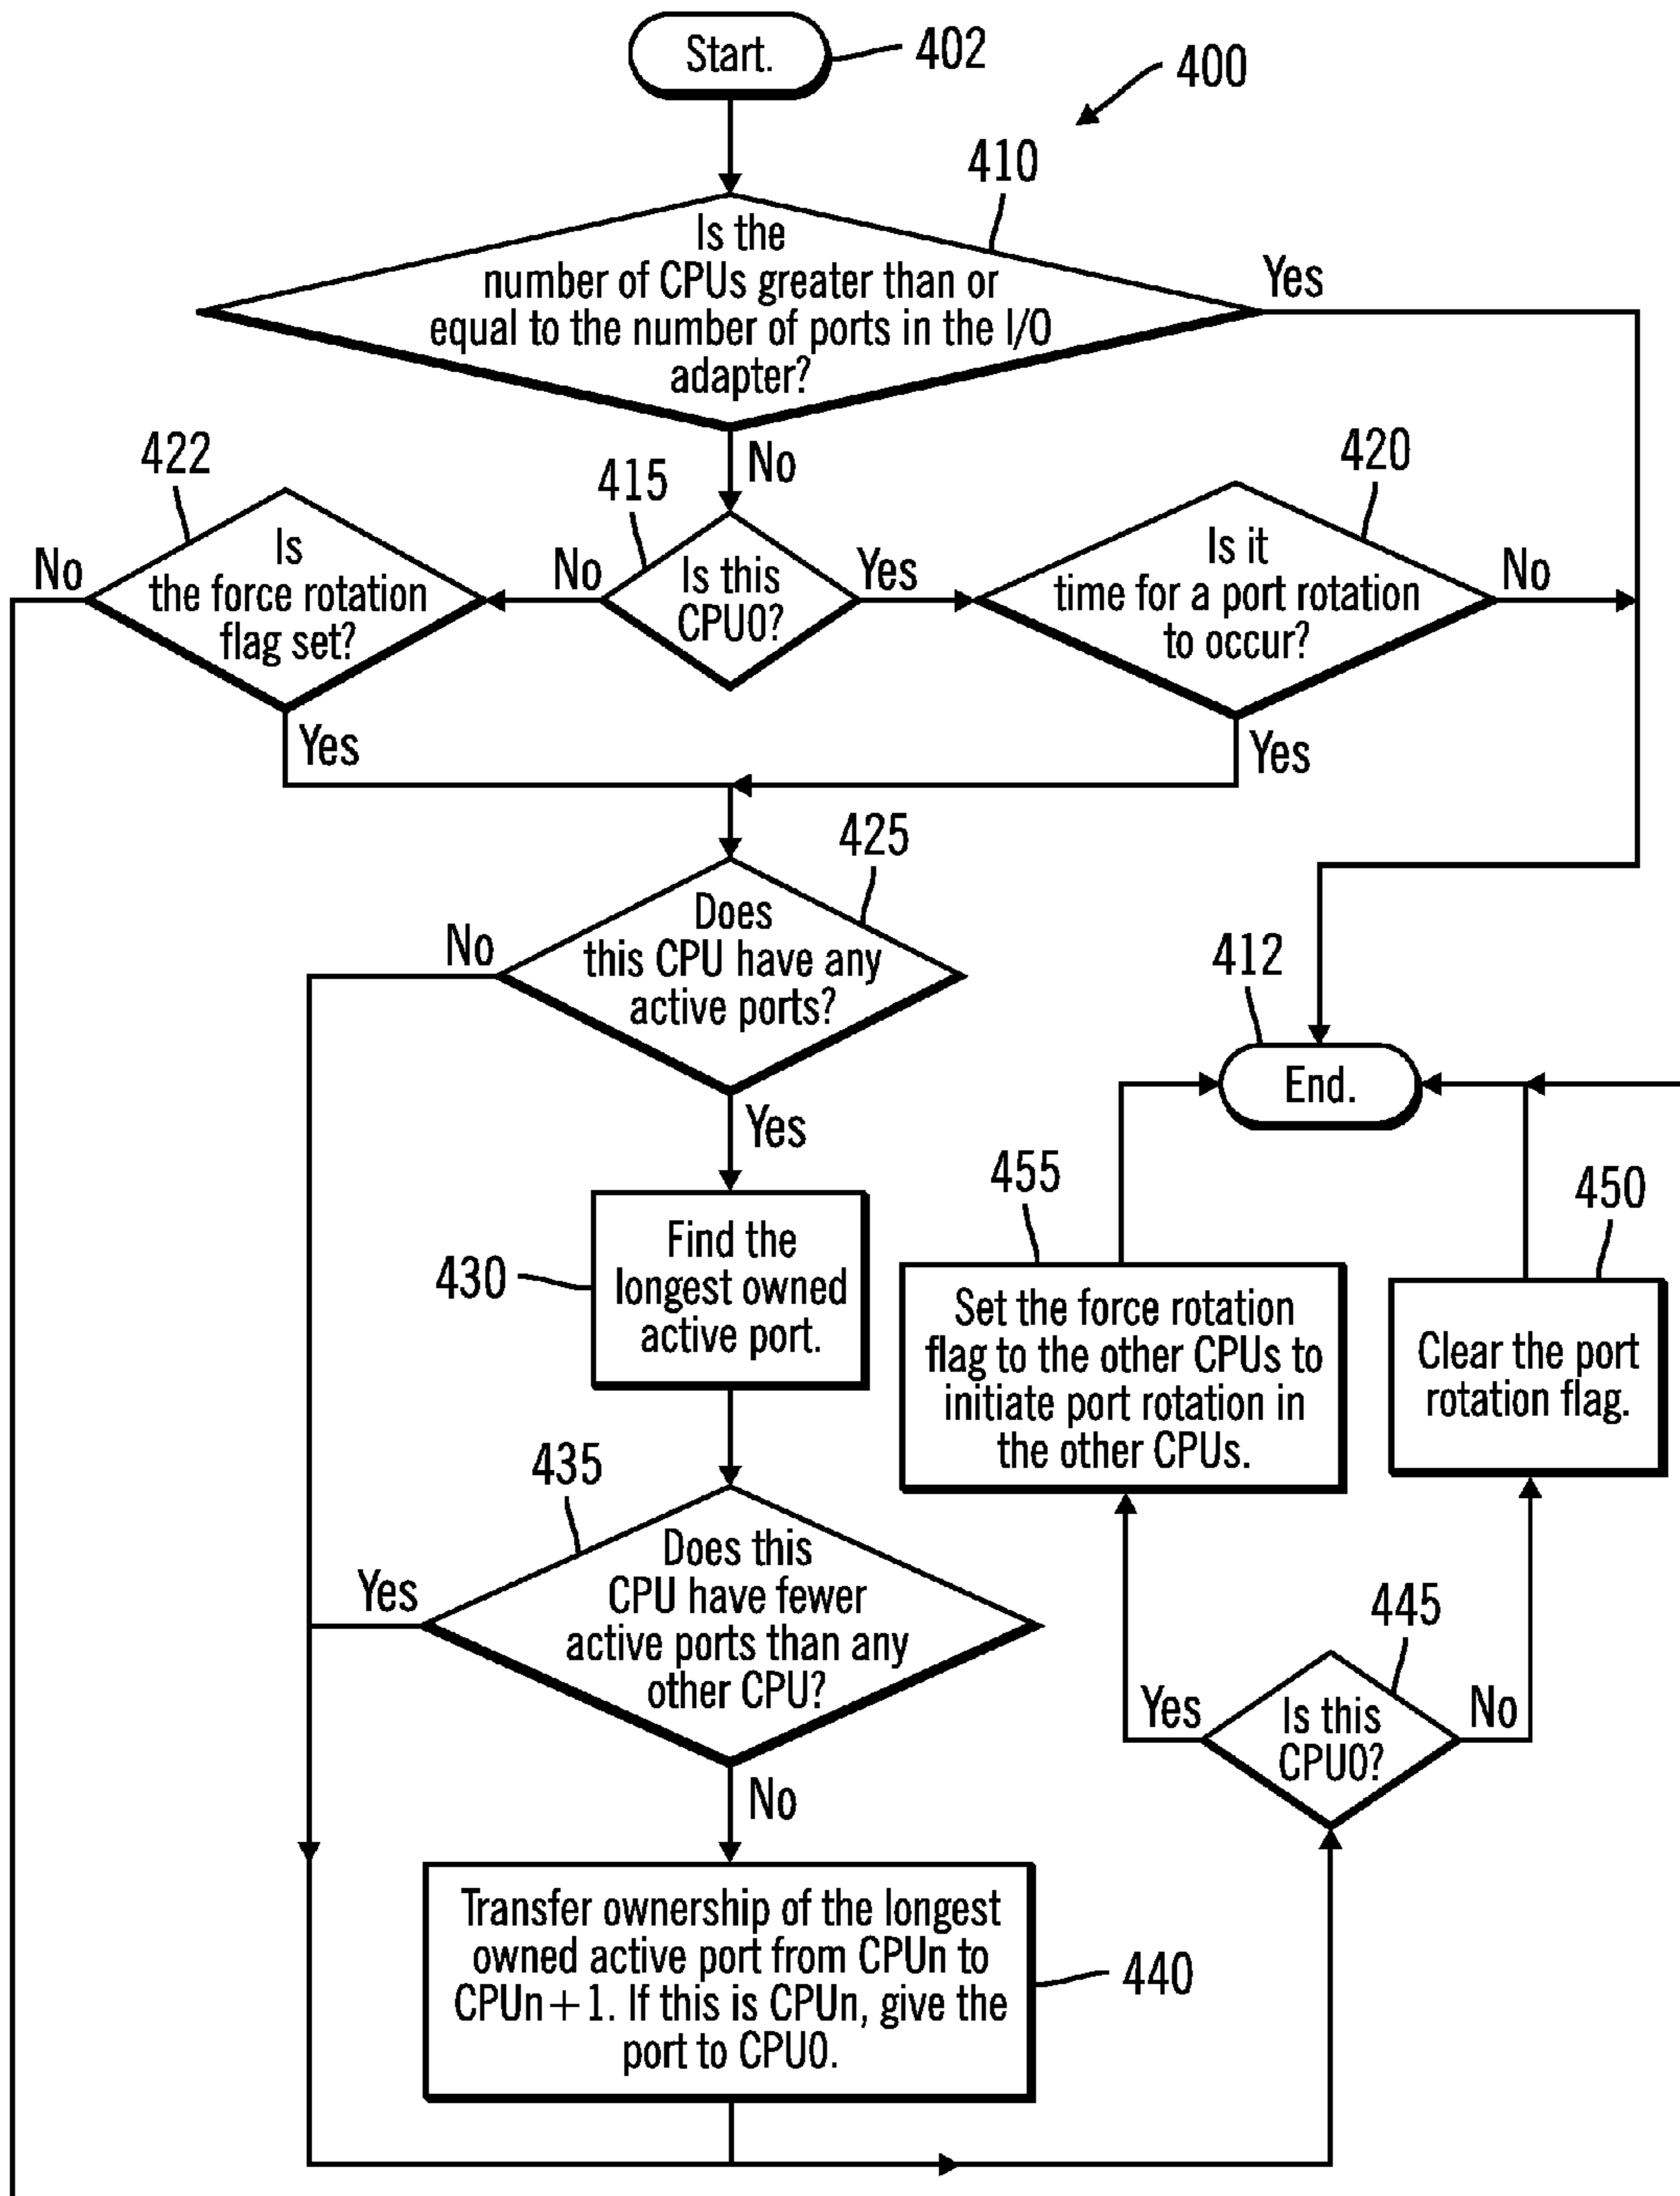 Start.
402
400
410
Is the
number of CPUs greater than or
equal to the number of ports in the I/O
adapter?
Yes
No
422
415
420
No
Is
the force rotation
flag set?
No
Is this
CPU0?
Yes
Is it
time for a port rotation
to occur?
No
Yes
Yes
425
No
Does
this CPU have any
active ports?
412
End.
Yes
455
450
430
Find the
longest owned
active port.
Set the force rotation
flag to the other CPUs to
initiate port rotation in
the other CPUs.
Clear the port
rotation flag.
435
Yes
Does this
CPU have fewer
active ports than any
other CPU?
445
Yes
Is this
CPU0?
No
No
Transfer ownership of the longest
owned active port from CPUn to
CPUn+1. If this is CPUn, give the
port to CPU0.
440